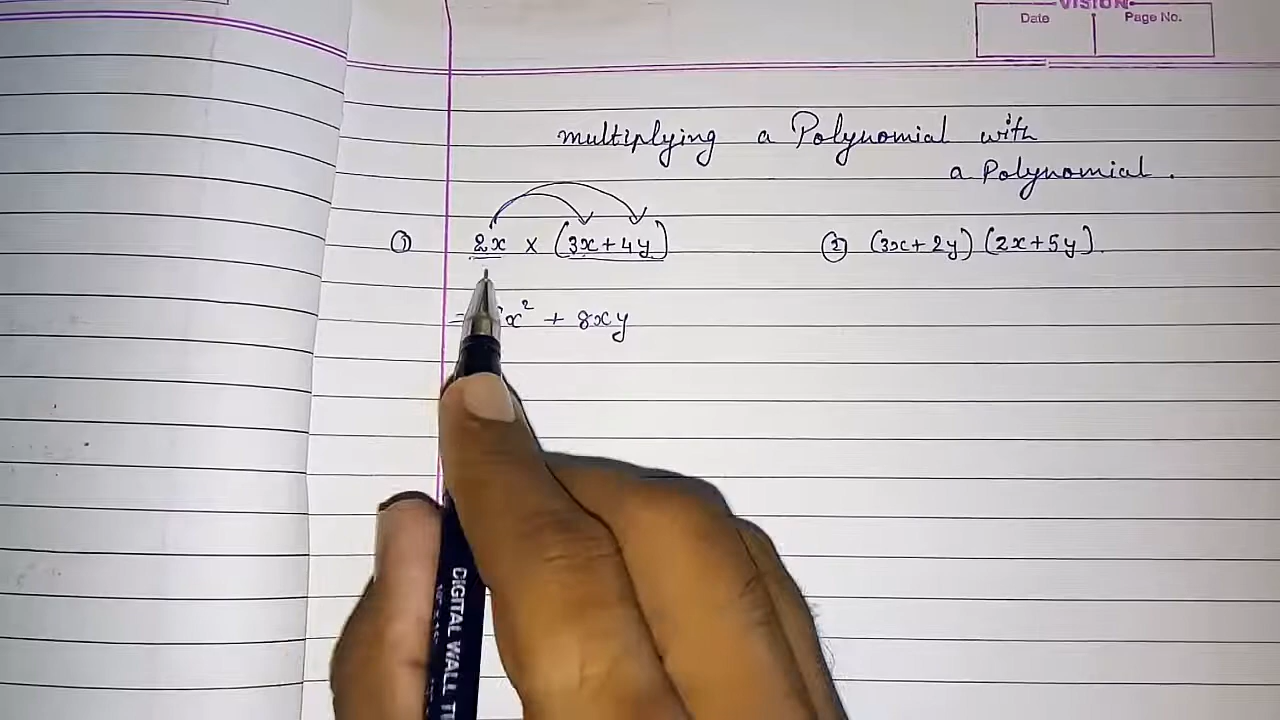 VISION
Date Page No.
multiplying a Polynomial with
a Polynomial.
① 2x × (3x+4y)
② (3x+2y) (2x+5y).
x² + 8xy
DIGITAL WALL